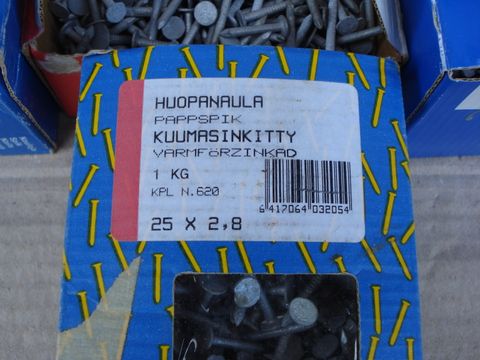 HUOPANAULA
PAPPSPIK
KUUMASINKITTY
VARMFÖRZINKAD
1 KG
KPL N.620
6 417064 032054
25 X 2,8